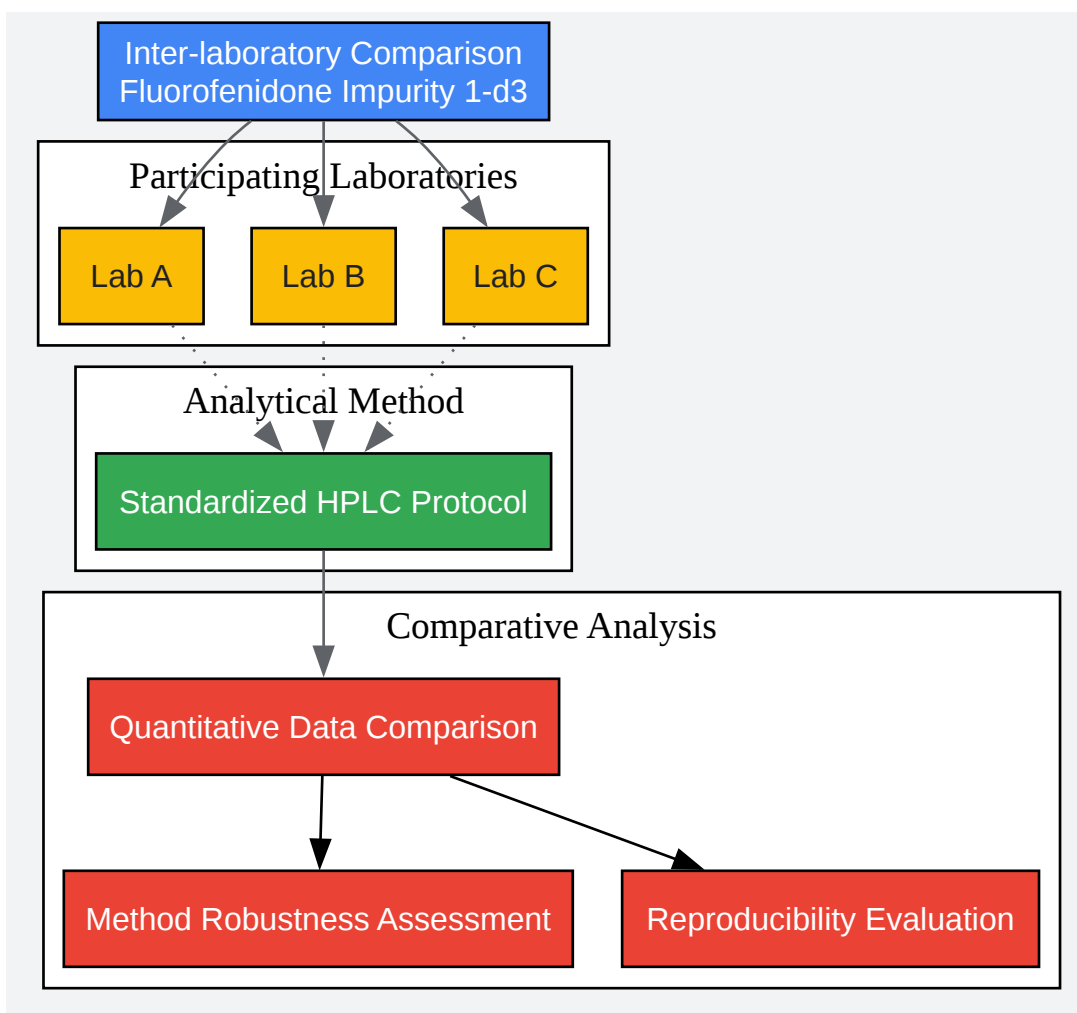 Inter-laboratory Comparison
Fluorofenidone Impurity 1-d3
Participating Laboratories
Lab A
Lab B
Lab C
Analytical Method
Standardized HPLC Protocol
Comparative Analysis
Quantitative Data Comparison
Method Robustness Assessment
Reproducibility Evaluation